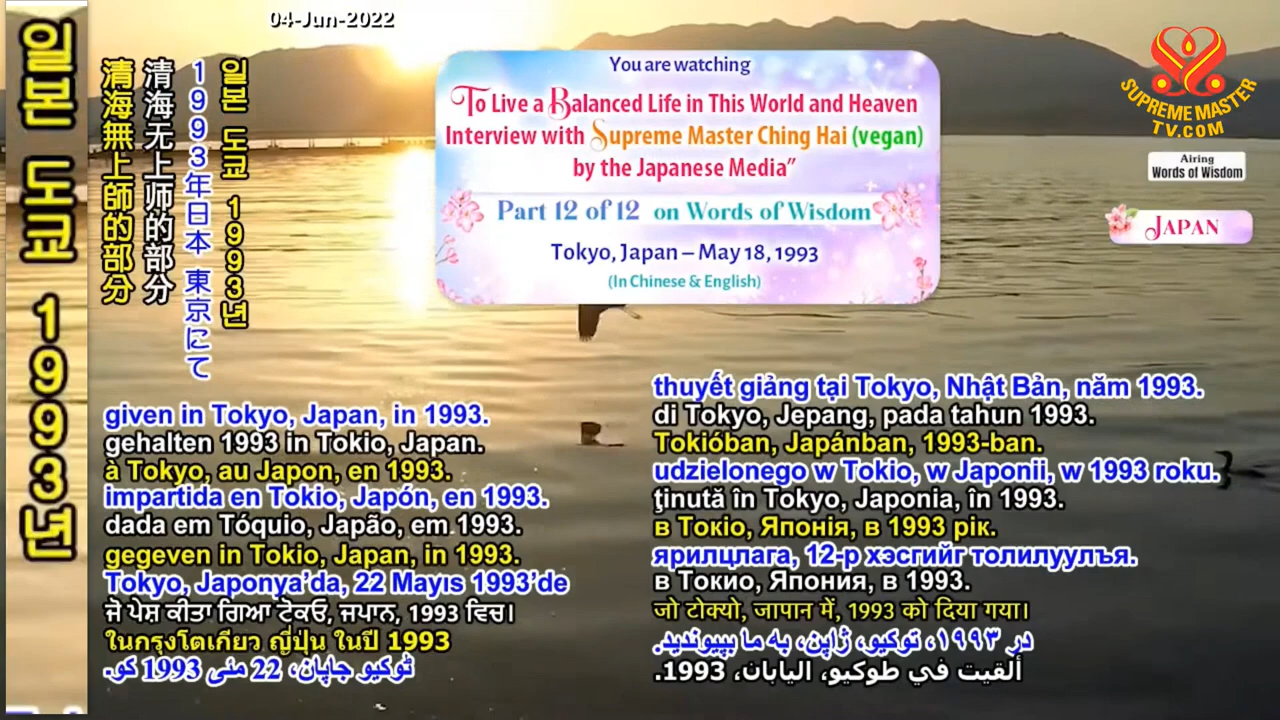 04-Jun-2022
일본 도쿄 1993년
清海無上師的部分
清海无上师的部分
1993年日本 東京にて
일본 도쿄 1993년
You are watching
To Live a Balanced Life in This World and Heaven
Interview with Supreme Master Ching Hai (vegan)
by the Japanese Media”
Part 12 of 12 on Words of Wisdom
Tokyo, Japan – May 18, 1993
(In Chinese & English)
SUPREME MASTER
TV.COM
Airing
Words of Wisdom
JAPAN
given in Tokyo, Japan, in 1993.
gehalten 1993 in Tokio, Japan.
à Tokyo, au Japon, en 1993.
impartida en Tokio, Japón, en 1993.
dada em Tóquio, Japão, em 1993.
gegeven in Tokio, Japan, in 1993.
Tokyo, Japonya’da, 22 Mayıs 1993’de
ਜੋ ਪੇਸ਼ ਕੀਤਾ ਗਿਆ ਟੋਕਓ, ਜਪਾਨ, 1993 ਵਿਚ।
ในกรุงโตเกียว ญี่ปุ่น ในปี 1993
ٹوکیو جاپان، 22 مئی 1993 کو.
thuyết giảng tại Tokyo, Nhật Bản, năm 1993.
di Tokyo, Jepang, pada tahun 1993.
Tokióban, Japánban, 1993-ban.
udzielonego w Tokio, w Japonii, w 1993 roku.
ţinută în Tokyo, Japonia, în 1993.
в Токіо, Японія, в 1993 рік.
ярилцлага, 12-р хэсгийг толилуулъя.
в Токио, Япония, в 1993.
जो टोक्यो, जापान में, 1993 को दिया गया।
در ۱۹۹۳، توکیو، ژاپن، به ما بپیوندید.
ألقيت في طوكيو، اليابان، 1993.